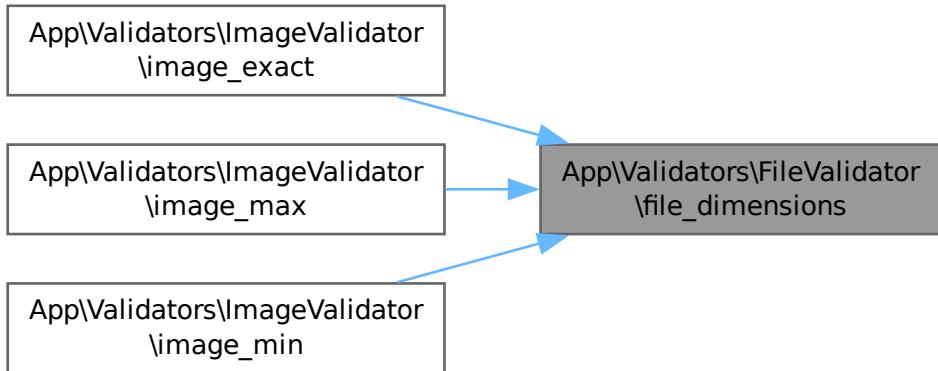 App\Validators\ImageValidator
\image_exact
App\Validators\ImageValidator
\image_max
App\Validators\FileValidator
\file_dimensions
App\Validators\ImageValidator
\image_min